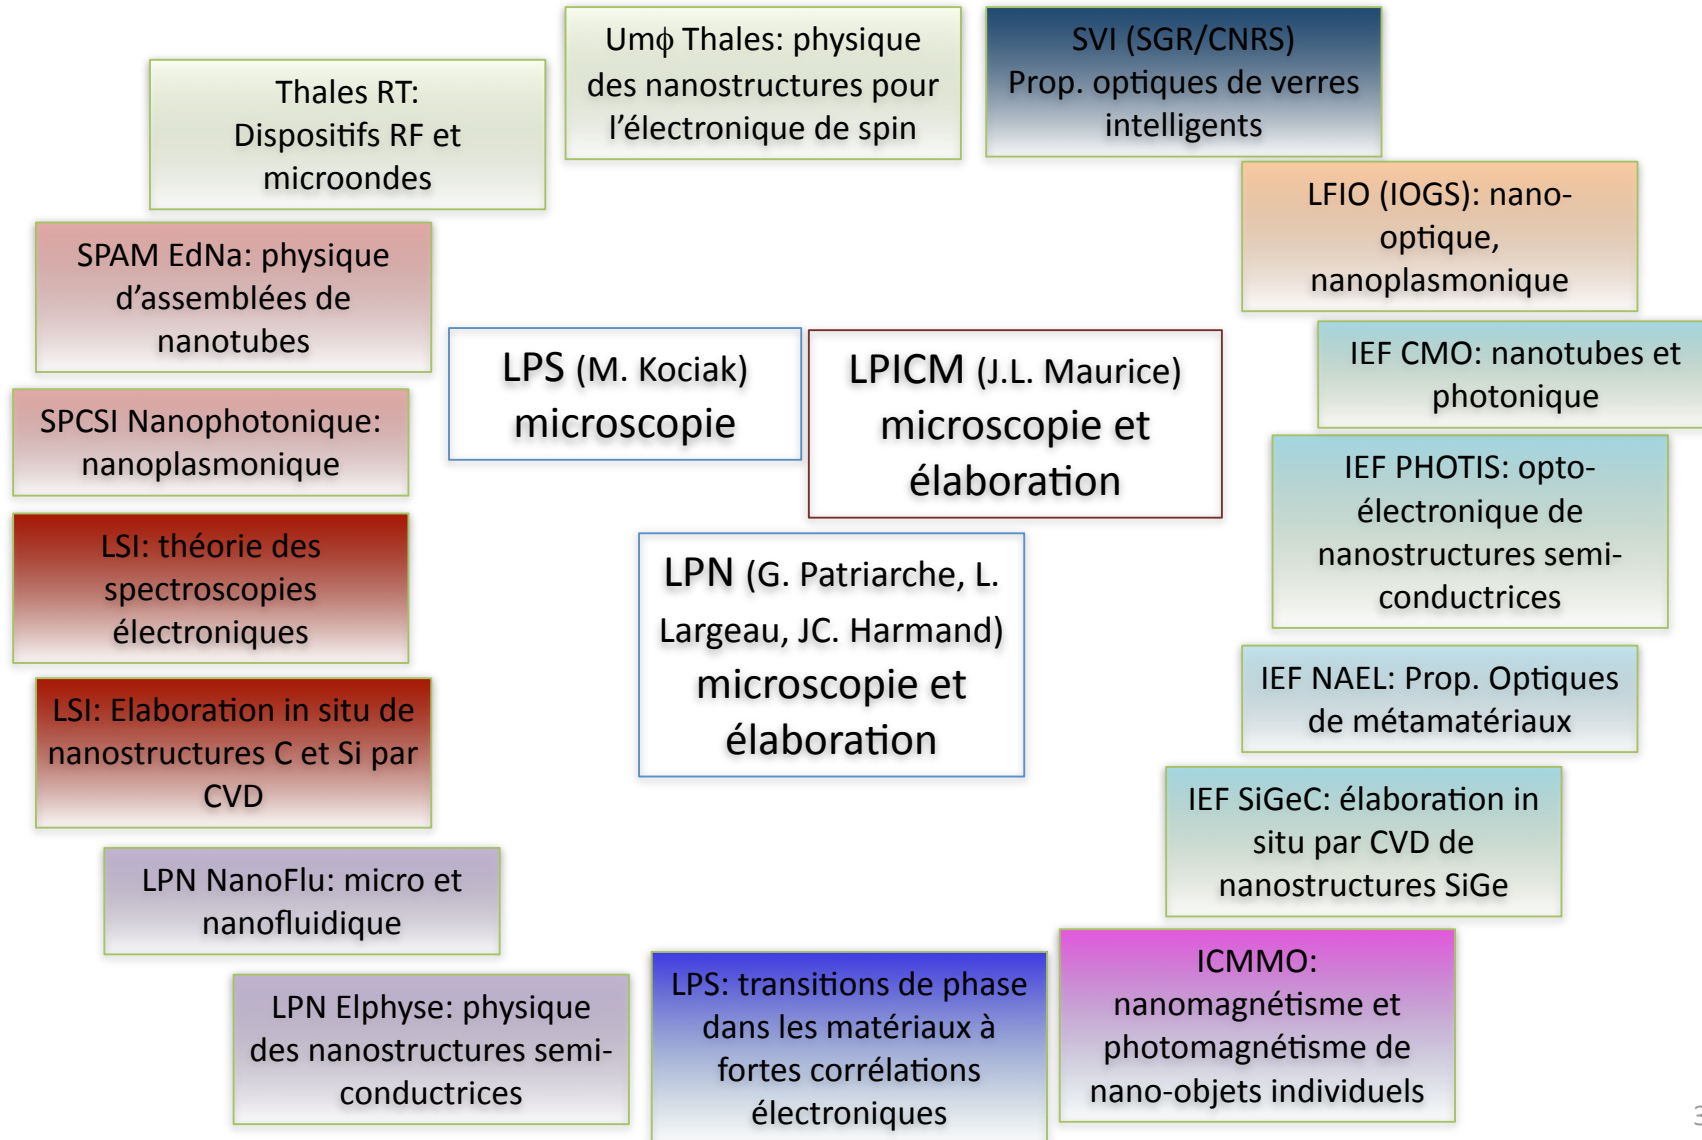 Umϕ Thales: physique
des nanostructures pour
l’électronique de spin
SVI (SGR/CNRS)
Prop. optiques de verres
intelligents
Thales RT:
Dispositifs RF et
microondes
LFIO (IOGS): nano-
optique,
nanoplasmonique
SPAM EdNa: physique
d’assemblées de
nanotubes
IEF CMO: nanotubes et
photonique
LPS (M. Kociak)
microscopie
LPICM (J.L. Maurice)
microscopie et
élaboration
SPCSI Nanophotonique:
nanoplasmonique
IEF PHOTIS: opto-
électronique de
nanostructures semi-
conductrices
LSI: théorie des
spectroscopies
électroniques
LPN (G. Patriarche, L.
Largeau, JC. Harmand)
microscopie et
élaboration
IEF NAEL: Prop. Optiques
de métamatériaux
LSI: Elaboration in situ de
nanostructures C et Si par
CVD
IEF SiGeC: élaboration in
situ par CVD de
nanostructures SiGe
LPN NanoFlu: micro et
nanofluidique
ICMMO:
nanomagnétisme et
photomagnétisme de
nano-objets individuels
LPS: transitions de phase
dans les matériaux à
fortes corrélations
électroniques
LPN Elphyse: physique
des nanostructures semi-
conductrices
3